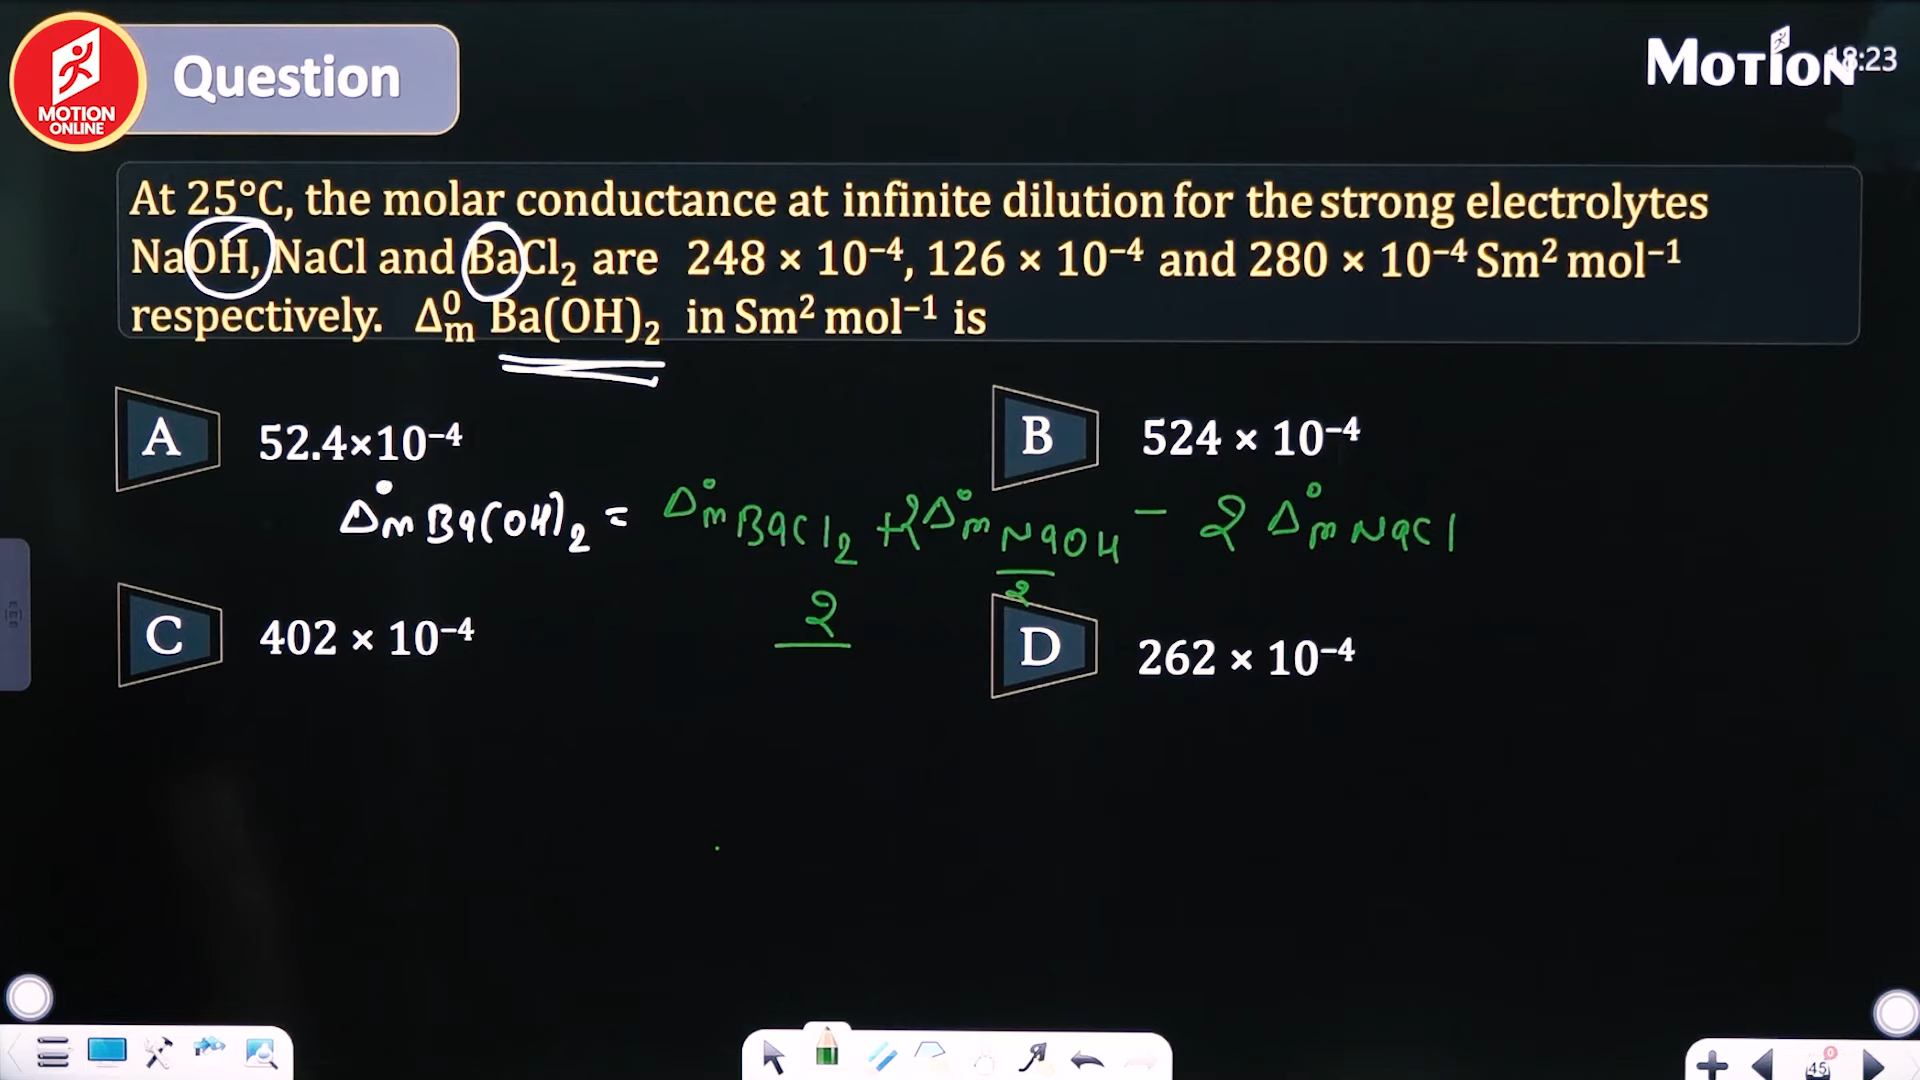 MOTION
ONLINE
Question
MOTION
18:23
At 25°C, the molar conductance at infinite dilution for the strong electrolytes
NaOH, NaCl and BaCl₂ are 248 × 10⁻⁴, 126 × 10⁻⁴ and 280 × 10⁻⁴ Sm² mol⁻¹
respectively. Δ⁰m Ba(OH)₂ in Sm² mol⁻¹ is
A 52.4×10⁻⁴
B 524 × 10⁻⁴
Δ°m Ba(OH)₂ = Δ°m BaCl₂ + 2Δ°m NaOH − 2 Δ°m NaCl
2
2
C 402 × 10⁻⁴
D 262 × 10⁻⁴
0
45